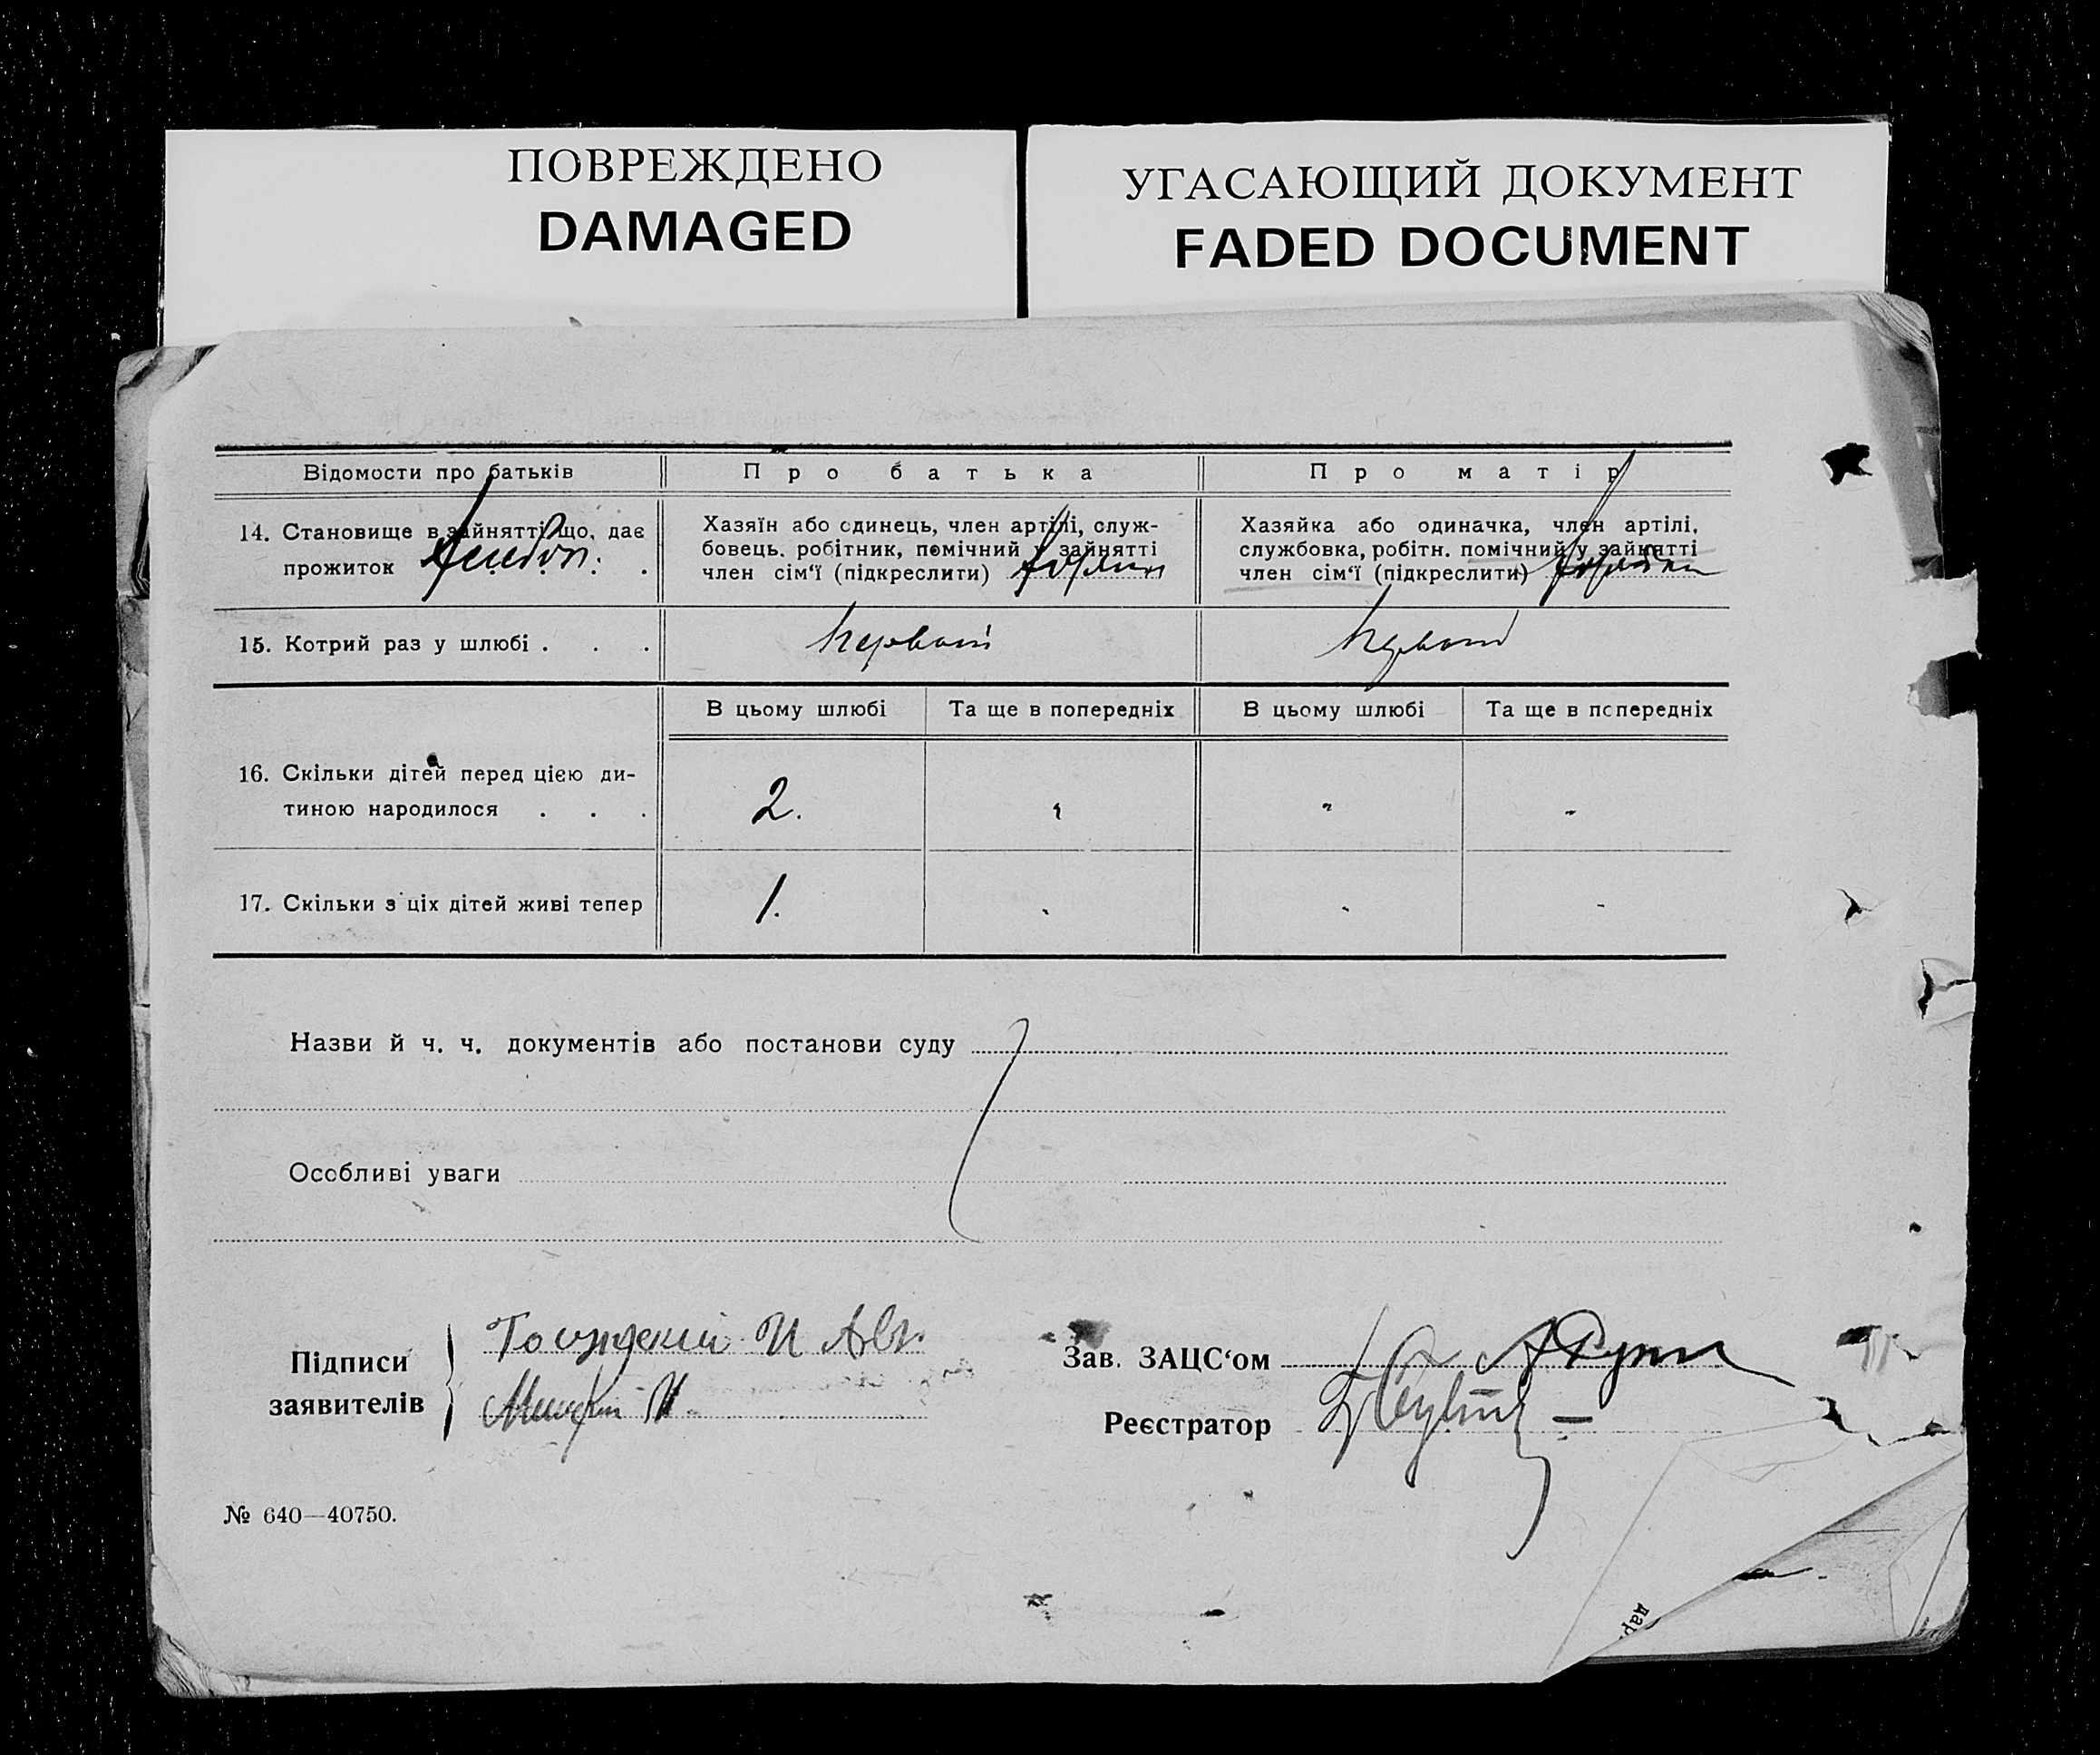 ПОВРЕЖДЕНО
DAMAGED
УГАСАЮЩИЙ ДОКУМЕНТ
FADED DOCUMENT
Відомости про батьків
Про батька
Про матір
14. Становище в зайнятті що, дає
прожиток
Хазяїн або єдинець, член артілі, служ-
бовець, робітник, помічний у зайнятті
член сім‘ї (підкреслити)
Хазяйка або одиначка, член артілі,
службовка, робітн. помічний у зайнятті
член сім‘ї (підкреслити)
15. Котрий раз у шлюбі . . .
В цьому шлюбі
Та ще в попередніх
В цьому шлюбі
Та ще в попередніх
16. Скільки дітей перед цією ди-
тиною народилося . . .
2.
17. Скільки з ціх дітей живі тепер
1.
Назви й ч. ч. документів або постанови суду
Особливі уваги
Підписи
заявителів
Зав. ЗАЦС‘ом
Реєстратор
№ 640—40750.
дар